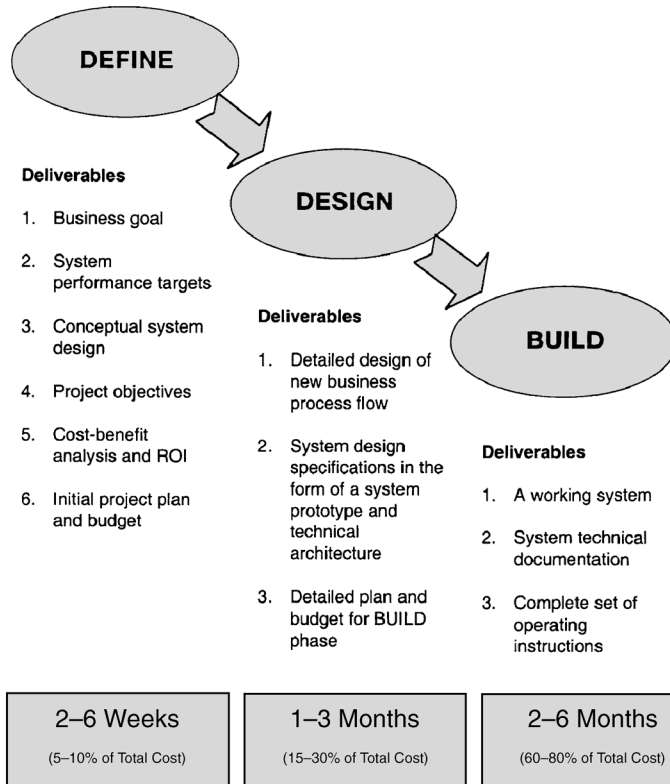 DEFINE
Deliverables
1. Business goal
2. System
performance targets
3. Conceptual system
design
4. Project objectives
5. Cost-benefit
analysis and ROI
6. Initial project plan
and budget
DESIGN
Deliverables
1. Detailed design of
new business
process flow
2. System design
specifications in the
form of a system
prototype and
technical
architecture
3. Detailed plan and
budget for BUILD
phase
BUILD
Deliverables
1. A working system
2. System technical
documentation
3. Complete set of
operating
instructions
2–6 Weeks
(5–10% of Total Cost)
1–3 Months
(15–30% of Total Cost)
2–6 Months
(60–80% of Total Cost)